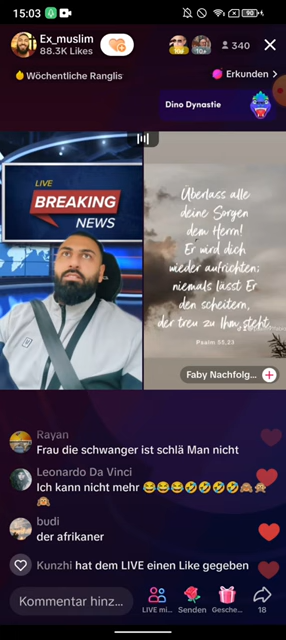 15:03
90
Ex_muslim
88.3K Likes
10+
340
Wöchentliche Ranglis
Erkunden >
Dino Dynastie
LIVE
BREAKING
NEWS
Überlass alle
deine Sorgen
dem Herrn!
Er wird dich
wieder aufrichten;
niemals lässt Er
den scheitern,
der treu zu Ihm steht.
Psalm 55,23
Faby Nachfolg...
Rayan
Frau die schwanger ist schlä Man nicht
Leonardo Da Vinci
Ich kann nicht mehr 😂😂😂🤣🤣🤣🤣🙈🙈
🙈
budi
der afrikaner
Kunzhi hat dem LIVE einen Like gegeben
Kommentar hinz...
LIVE mi...
Senden
Gesche...
18